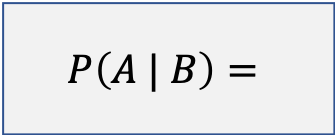 P(A | B) =